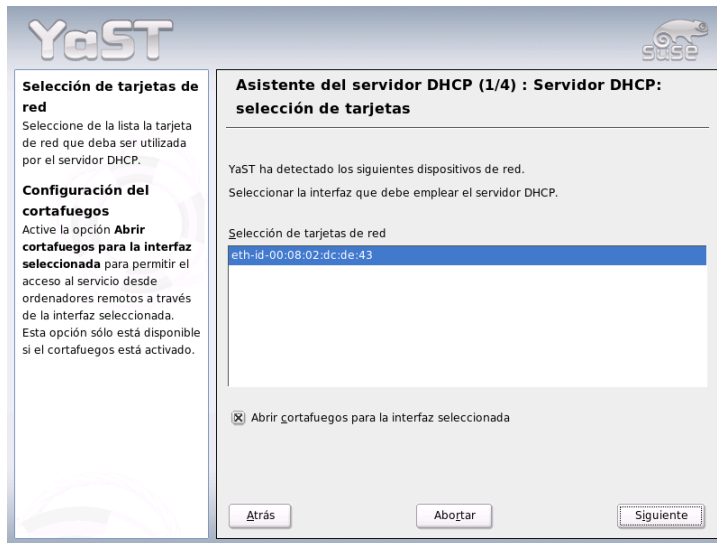 YaST
SUSE
Selección de tarjetas de
red
Seleccione de la lista la tarjeta
de red que deba ser utilizada
por el servidor DHCP.
Configuración del
cortafuegos
Active la opción Abrir
cortafuegos para la interfaz
seleccionada para permitir el
acceso al servicio desde
ordenadores remotos a través
de la interfaz seleccionada.
Esta opción sólo está disponible
si el cortafuegos está activado.
Asistente del servidor DHCP (1/4) : Servidor DHCP:
selección de tarjetas
YaST ha detectado los siguientes dispositivos de red.
Seleccionar la interfaz que debe emplear el servidor DHCP.
Selección de tarjetas de red
eth-id-00:08:02:dc:de:43
Abrir cortafuegos para la interfaz seleccionada
Atrás
Abortar
Siguiente